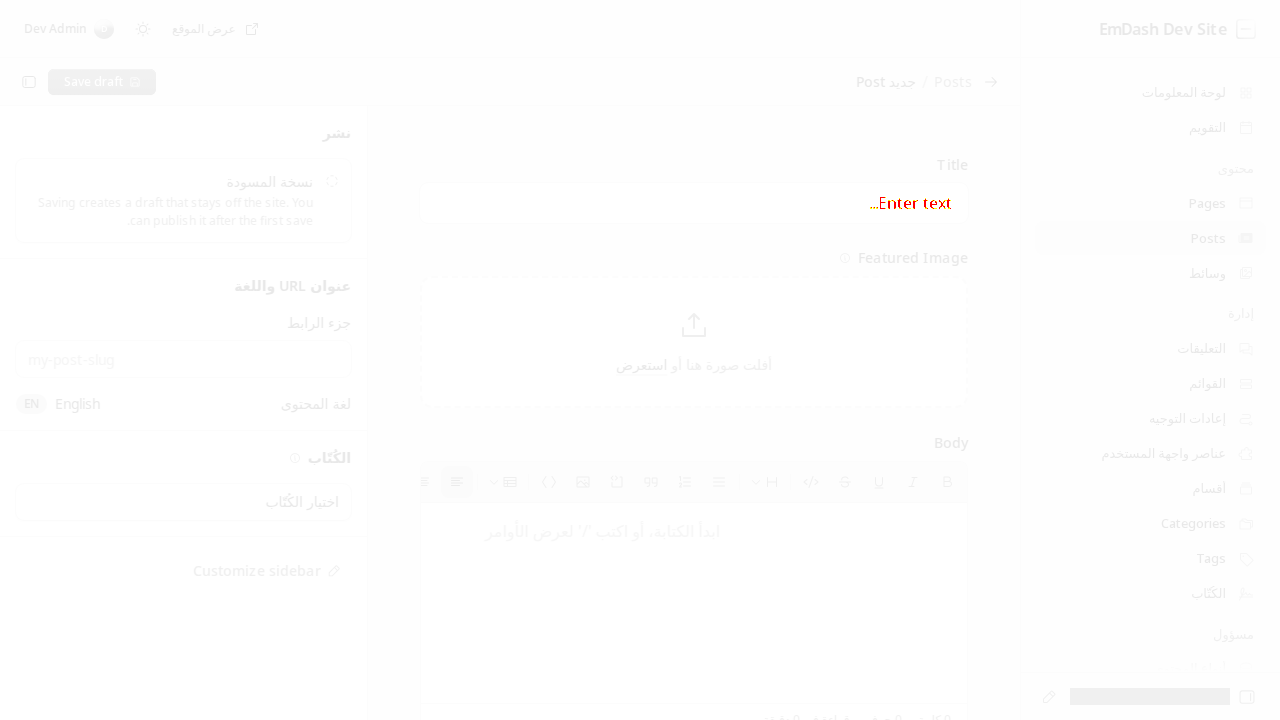 EmDash Dev Site
عرض الموقع
Dev Admin
Posts / جديد Post
Save draft
لوحة المعلومات
التقويم
محتوى
Pages
Posts
وسائط
إدارة
التعليقات
القوائم
إعادات التوجيه
عناصر واجهة المستخدم
أقسام
Categories
Tags
الكُتّاب
مسؤول
Title
Enter text...
Featured Image
أفلت صورة هنا أو استعرض
Body
ابدأ الكتابة، أو اكتب '/' لعرض الأوامر
نشر
نسخة المسودة
Saving creates a draft that stays off the site. You
can publish it after the first save.
عنوان URL واللغة
جزء الرابط
my-post-slug
لغة المحتوى
English
EN
الكُتّاب
اختيار الكُتّاب
Customize sidebar